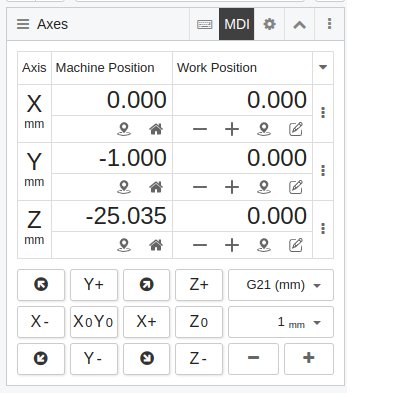 Axes MDI
Axis Machine Position Work Position
X 0.000 0.000
mm
Y -1.000 0.000
mm
Z -25.035 0.000
mm
Y+ Z+ G21 (mm)
X- X0Y0 X+ Z0 1 mm
Y- Z- − +